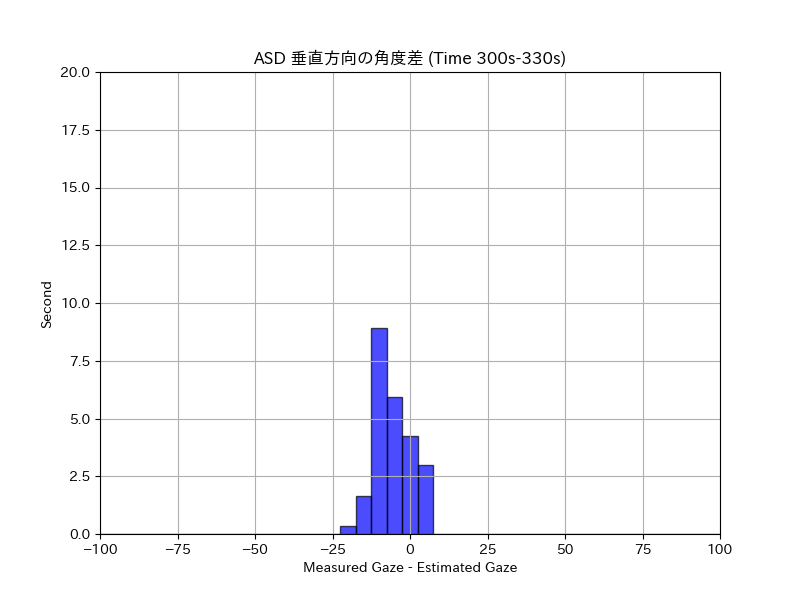 ASD 垂直方向の角度差 (Time 300s-330s)
20.0
17.5
15.0
12.5
10.0
7.5
5.0
2.5
0.0
Second
−100 −75 −50 −25 0 25 50 75 100
Measured Gaze - Estimated Gaze